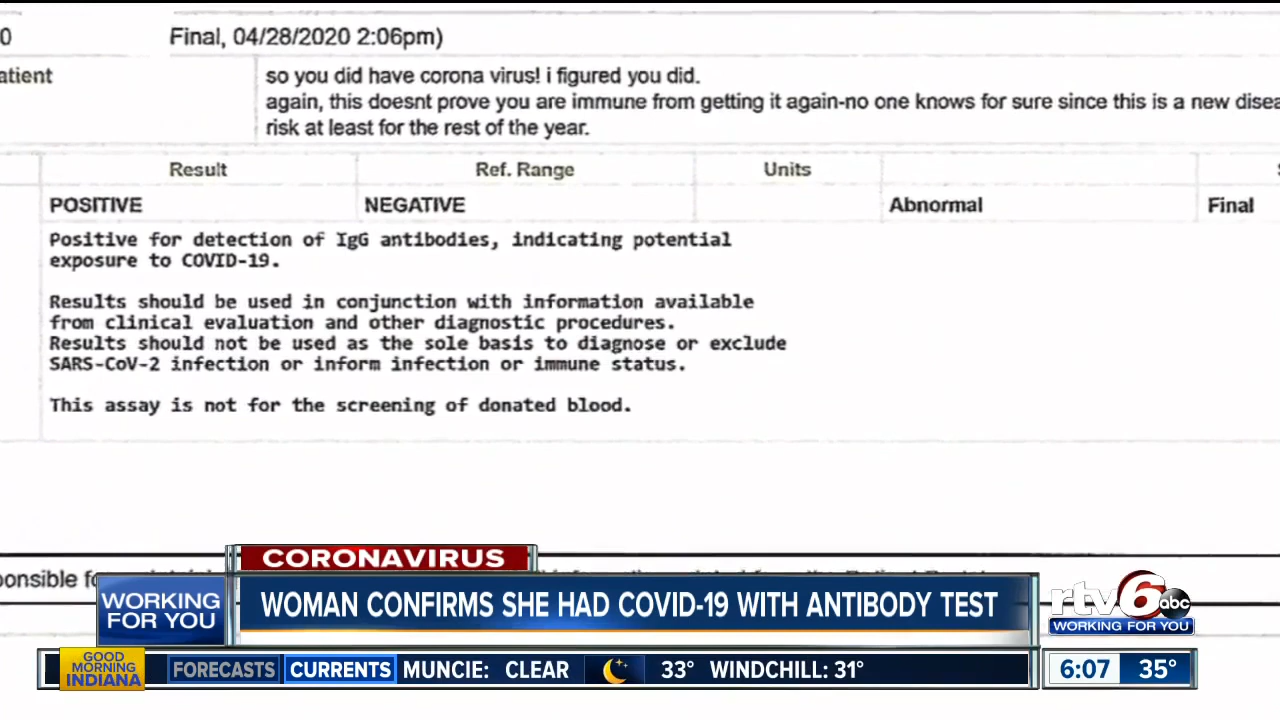 0 Final, 04/28/2020 2:06pm)
atient so you did have corona virus! i figured you did.
again, this doesnt prove you are immune from getting it again-no one knows for sure since this is a new disea
risk at least for the rest of the year.
Result Ref. Range Units
POSITIVE NEGATIVE Abnormal Final
Positive for detection of IgG antibodies, indicating potential
exposure to COVID-19.
Results should be used in conjunction with information available
from clinical evaluation and other diagnostic procedures.
Results should not be used as the sole basis to diagnose or exclude
SARS-CoV-2 infection or inform infection or immune status.
This assay is not for the screening of donated blood.
CORONAVIRUS
onsible fo
WORKING
FOR YOU
WOMAN CONFIRMS SHE HAD COVID-19 WITH ANTIBODY TEST
rtv6 abc
WORKING FOR YOU
GOOD
MORNING
INDIANA
FORECASTS CURRENTS MUNCIE: CLEAR 33° WINDCHILL: 31°
6:07 35°